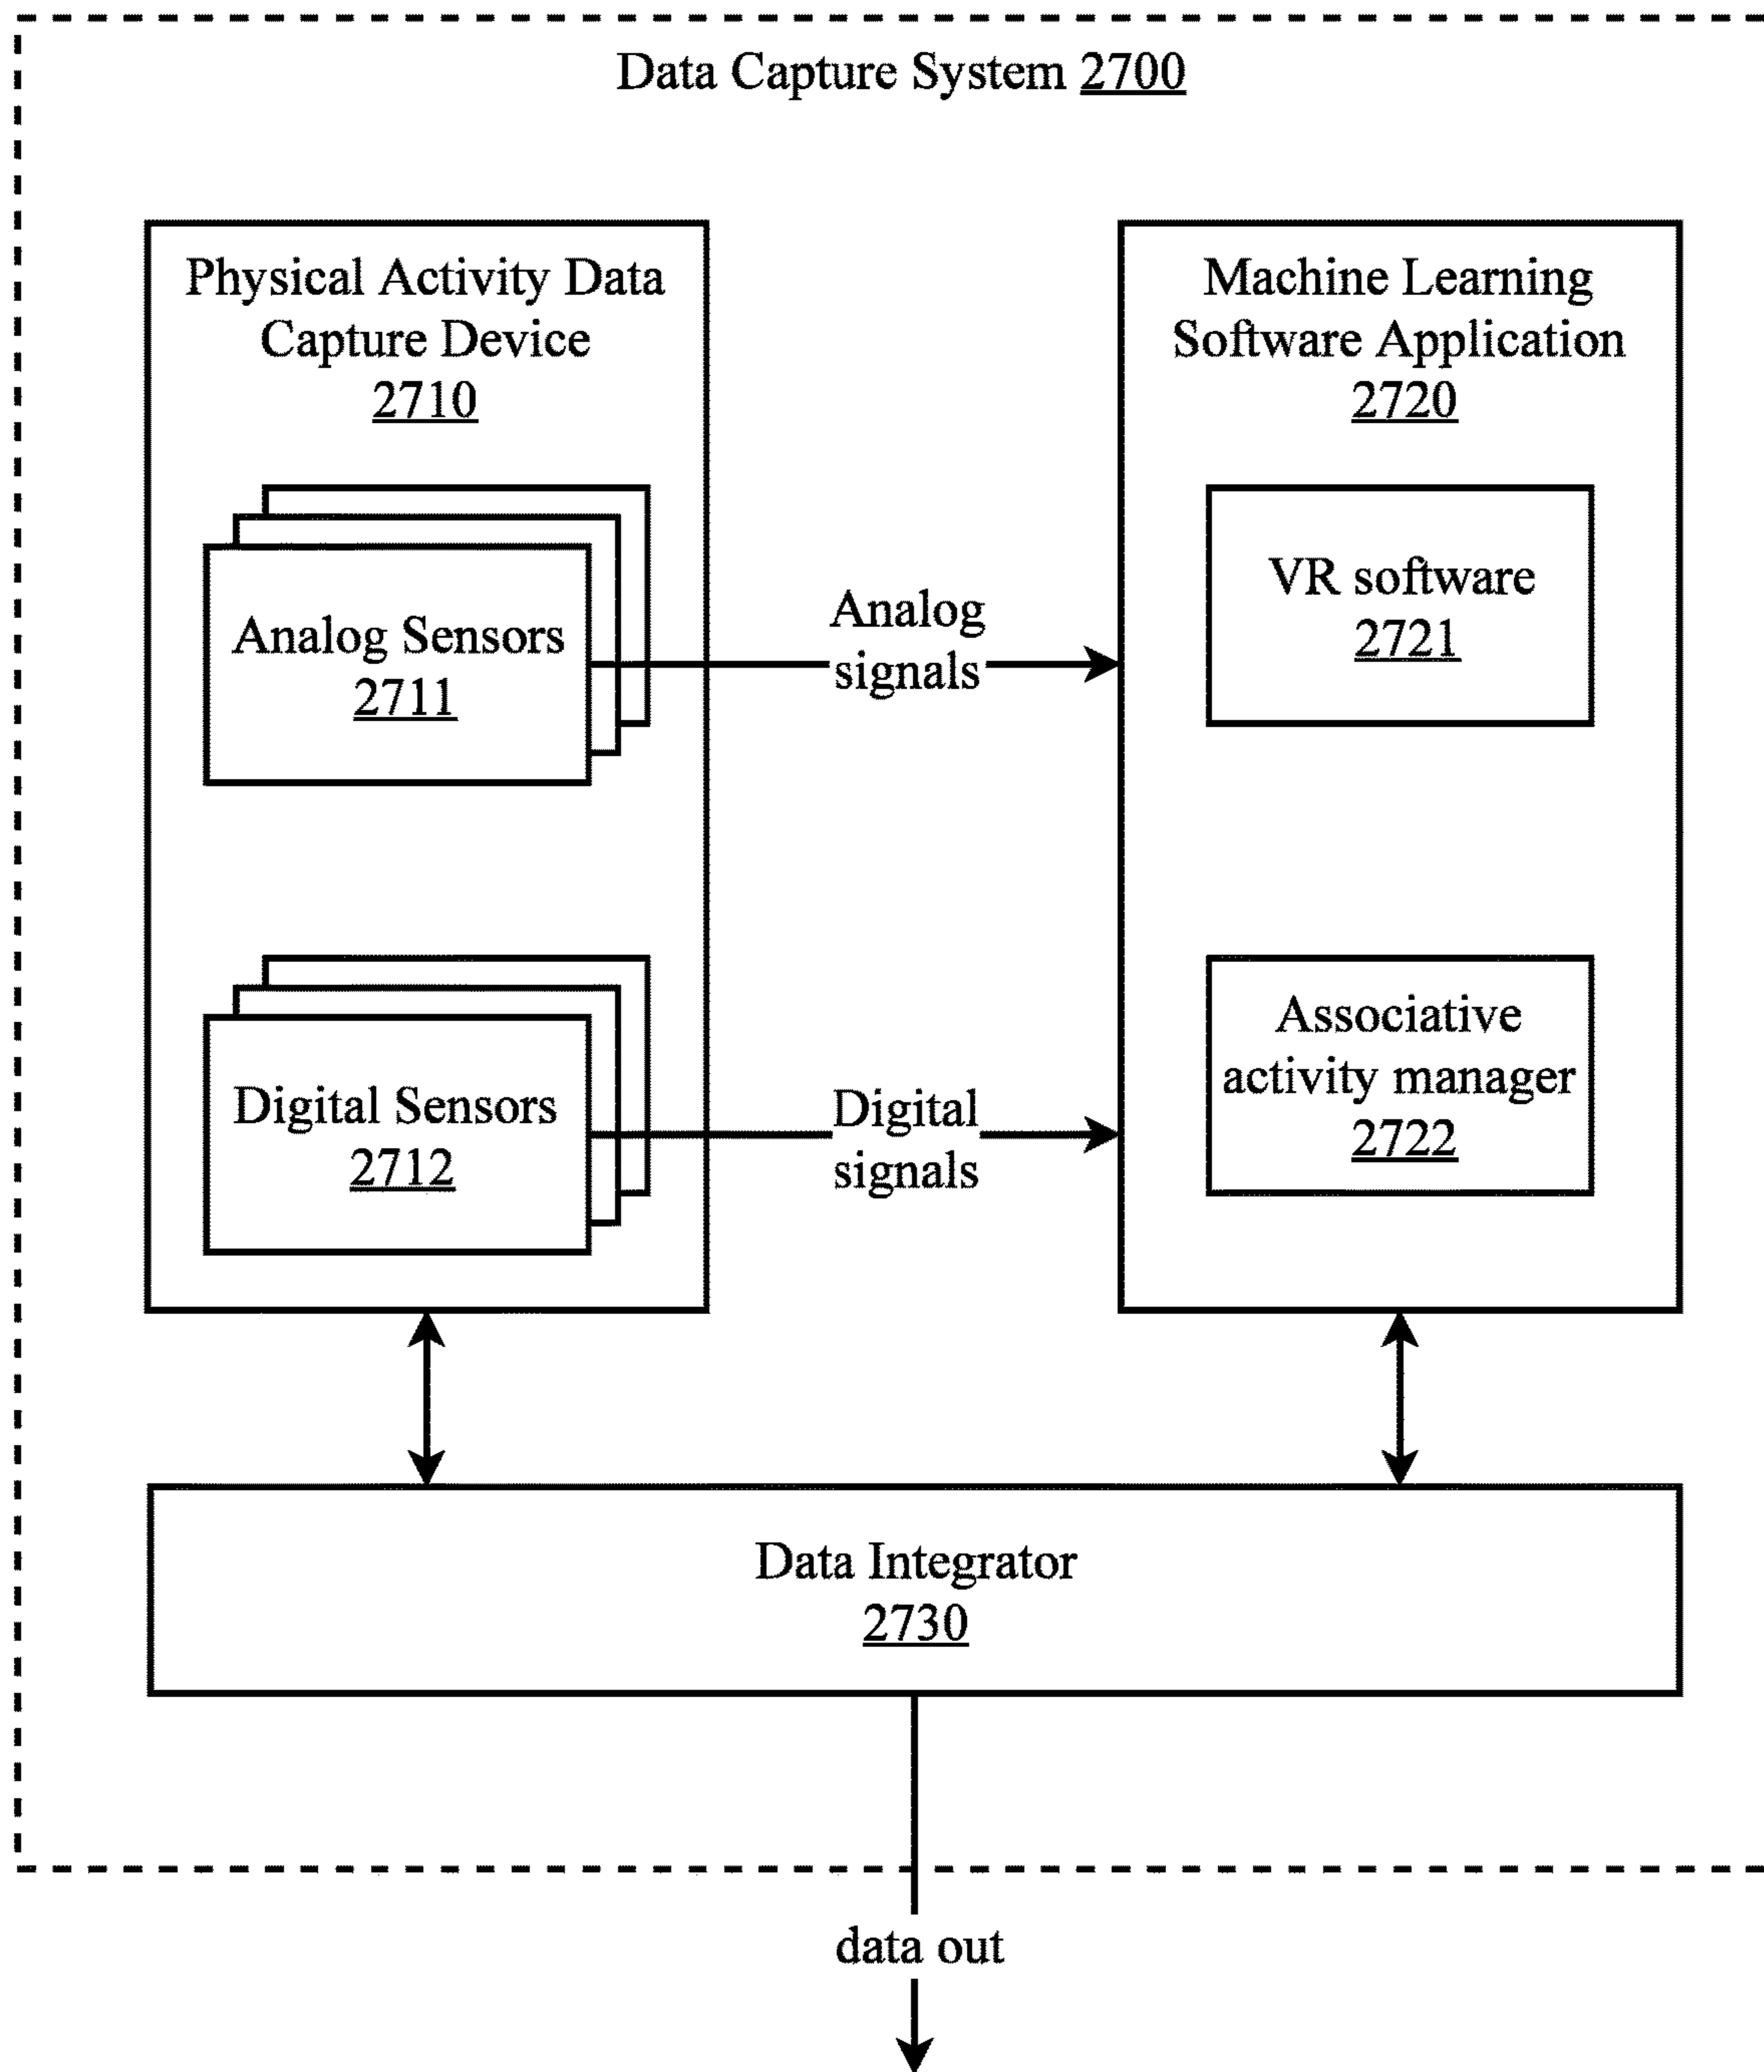 Data Capture System 2700
Physical Activity Data
Capture Device
2710
Machine Learning
Software Application
2720
Analog Sensors
2711
Analog
signals
VR software
2721
Digital Sensors
2712
Digital
signals
Associative
activity manager
2722
Data Integrator
2730
data out